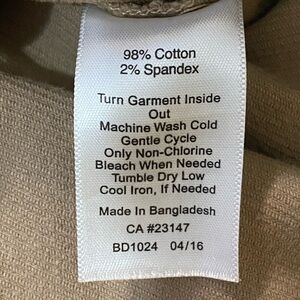 98% Cotton
2% Spandex
Turn Garment Inside
Out
Machine Wash Cold
Gentle Cycle
Only Non-Chlorine
Bleach When Needed
Tumble Dry Low
Cool Iron, If Needed
Made In Bangladesh
CA #23147
BD1024 04/16